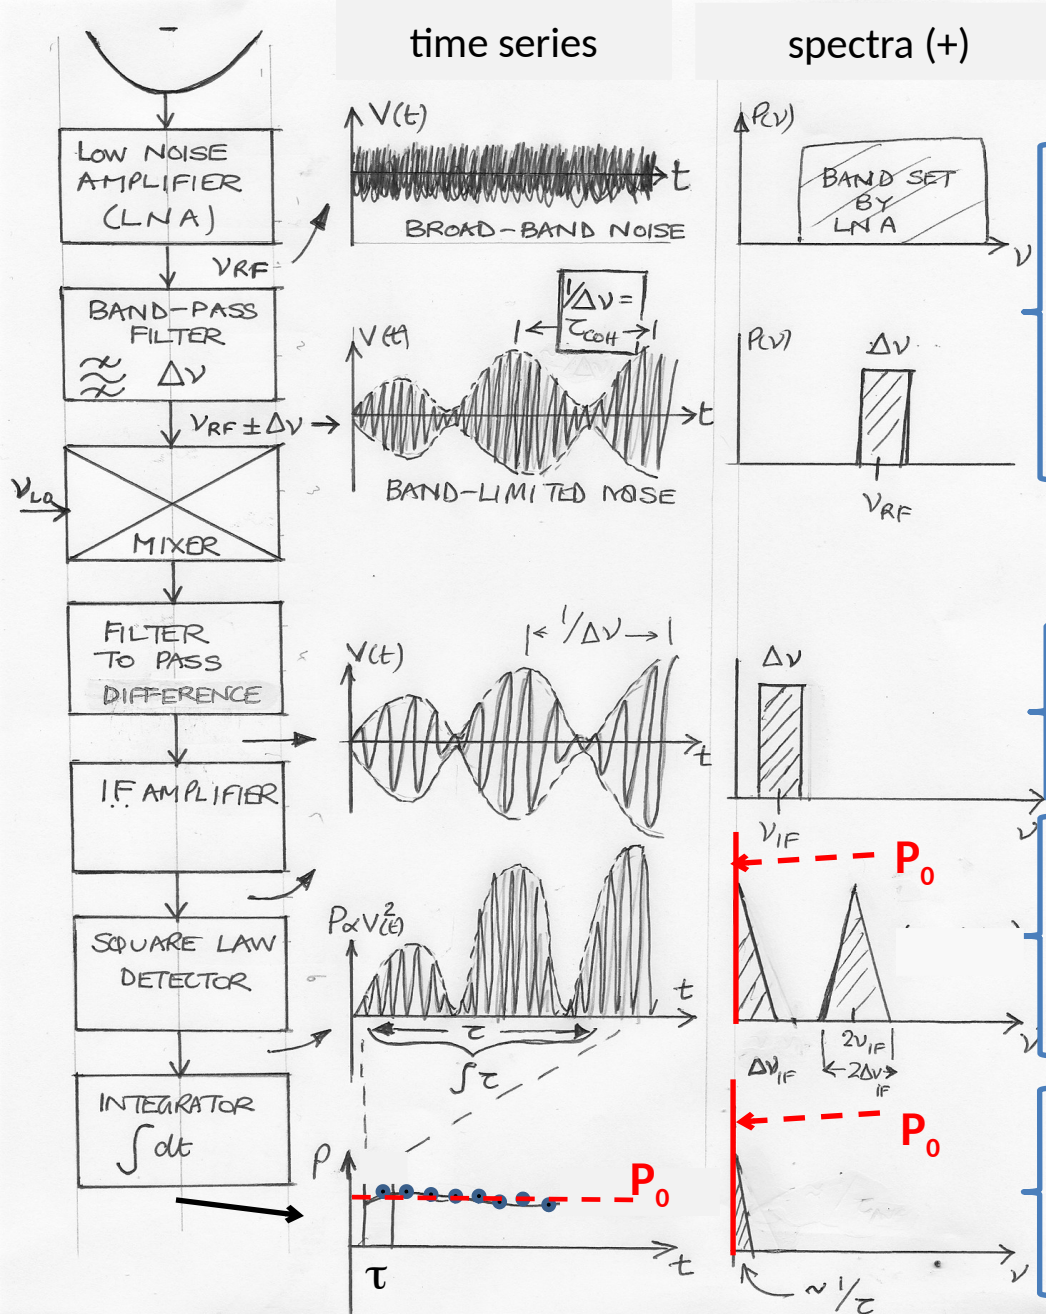 time series
spectra (+)
LOW NOISE
AMPLIFIER
(LNA)
V(t)
t
BROAD-BAND NOISE
P(ν)
BAND SET
BY
LNA
ν
νRF
BAND-PASS
FILTER
Δν
1/Δν =
τCOH
V(t)
t
BAND-LIMITED NOISE
P(ν)
Δν
νRF
νRF ± Δν
νLO
MIXER
FILTER
TO PASS
DIFFERENCE
1/Δν
V(t)
t
Δν
νIF
ν
I.F. AMPLIFIER
P0
SQUARE LAW
DETECTOR
P∝V²(t)
t
τ
∫τ
2νIF
ν
ΔνIF
2ΔνIF
INTEGRATOR
∫dt
P
P0
τ
t
P0
ν
~ 1/τ